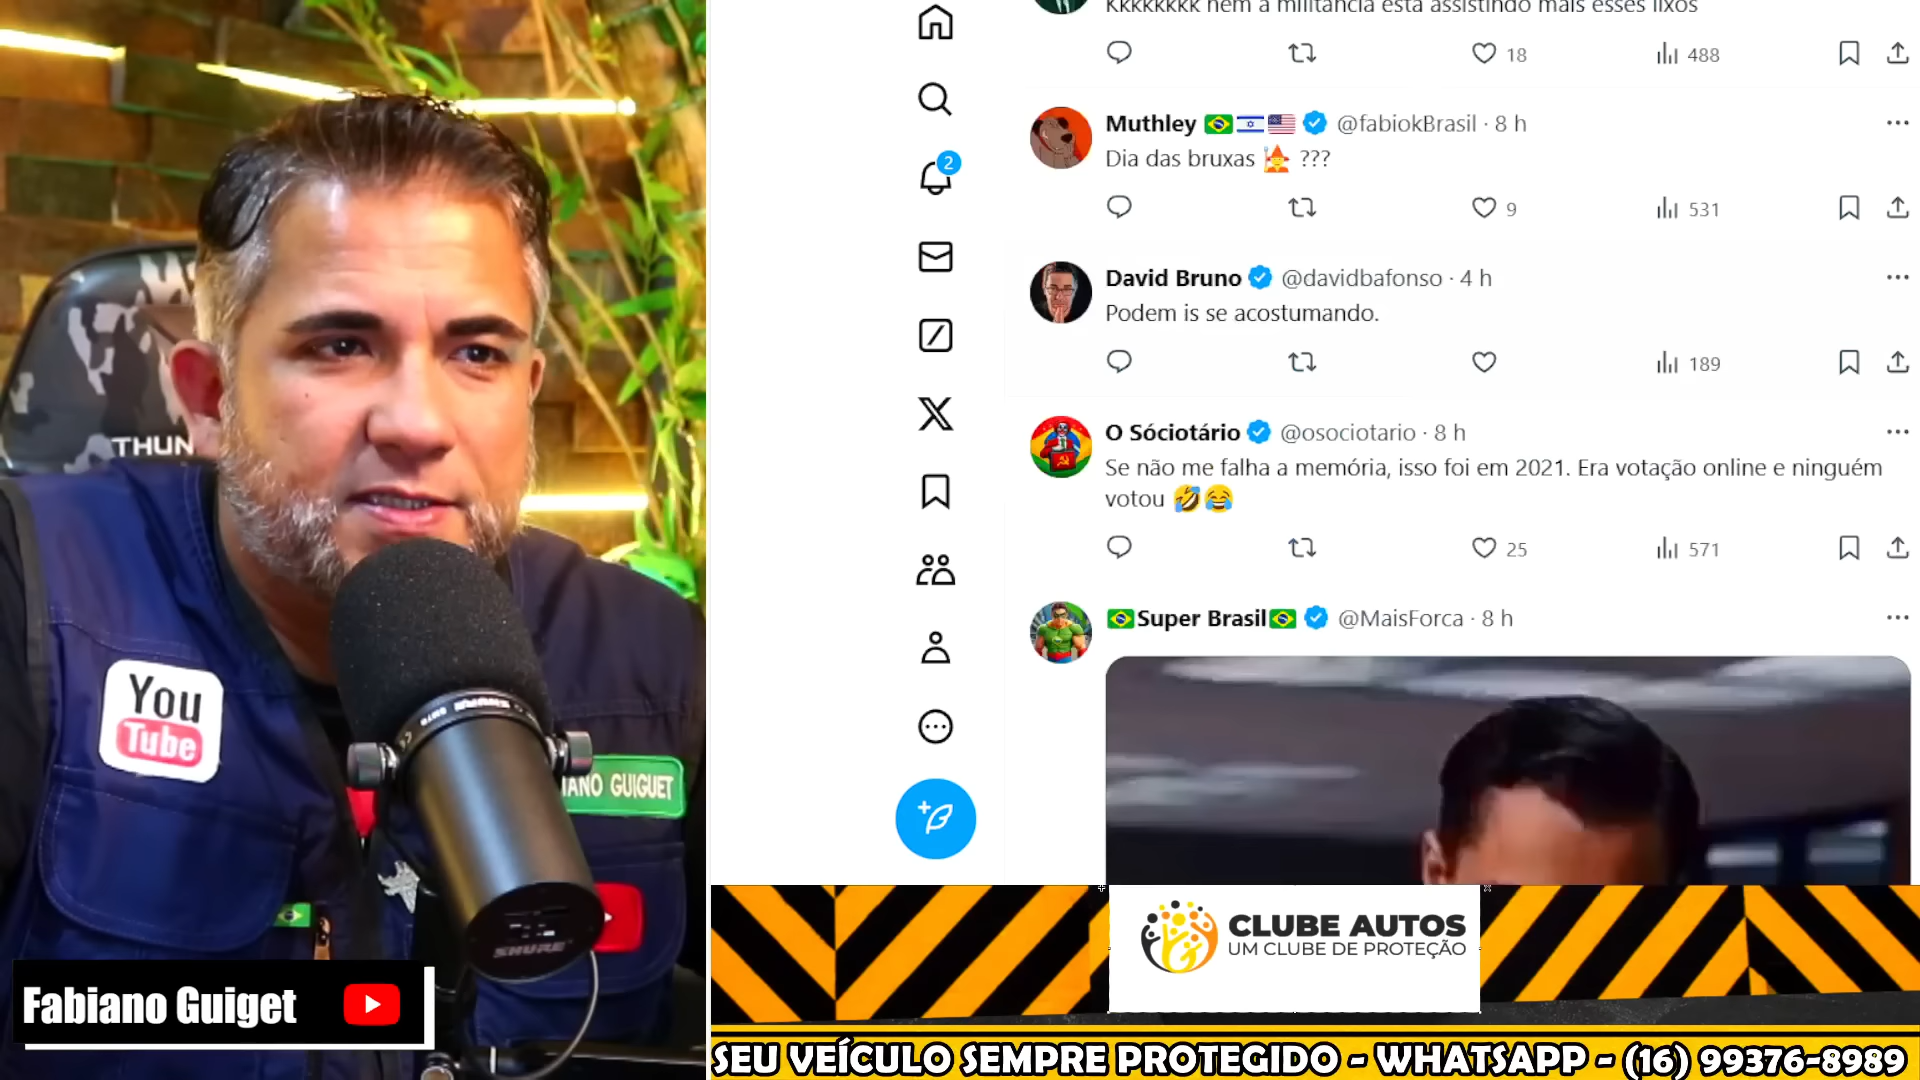 THUN
You
Tube
IANO GUIGUET
SHURE
Fabiano Guiget
Kkkkkkkk nem a militância está assistindo mais esses lixos
18
488
2
Muthley @fabiokBrasil · 8 h
Dia das bruxas ???
9
531
David Bruno @davidbafonso · 4 h
Podem is se acostumando.
189
O Sóciotário @osociotario · 8 h
Se não me falha a memória, isso foi em 2021. Era votação online e ninguém
votou
25
571
Super Brasil @MaisForca · 8 h
CLUBE AUTOS
UM CLUBE DE PROTEÇÃO
SEU VEÍCULO SEMPRE PROTEGIDO - WHATSAPP - (16) 99376-8989